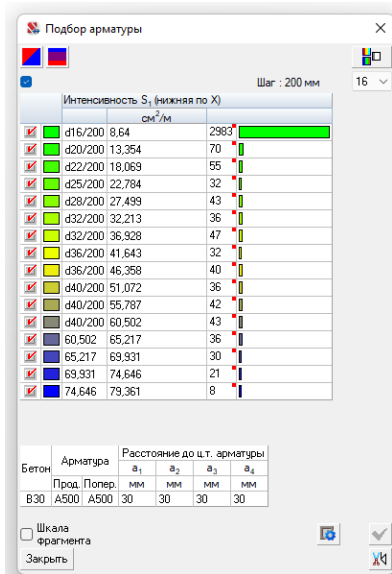 Подбор арматуры
Шаг : 200 мм 16
Интенсивность S₁ (нижняя по X)
см²/м
d16/200 8,64 2983
d20/200 13,354 70
d22/200 18,069 55
d25/200 22,784 32
d28/200 27,499 43
d32/200 32,213 36
d32/200 36,928 47
d36/200 41,643 32
d36/200 46,358 40
d40/200 51,072 36
d40/200 55,787 42
d40/200 60,502 43
60,502 65,217 36
65,217 69,931 30
69,931 74,646 21
74,646 79,361 8
Бетон Арматура Расстояние до ц.т. арматуры
a₁ a₂ a₃ a₄
Прод. Попер. мм мм мм мм
B30 A500 A500 30 30 30 30
Шкала
фрагмента
Закрыть